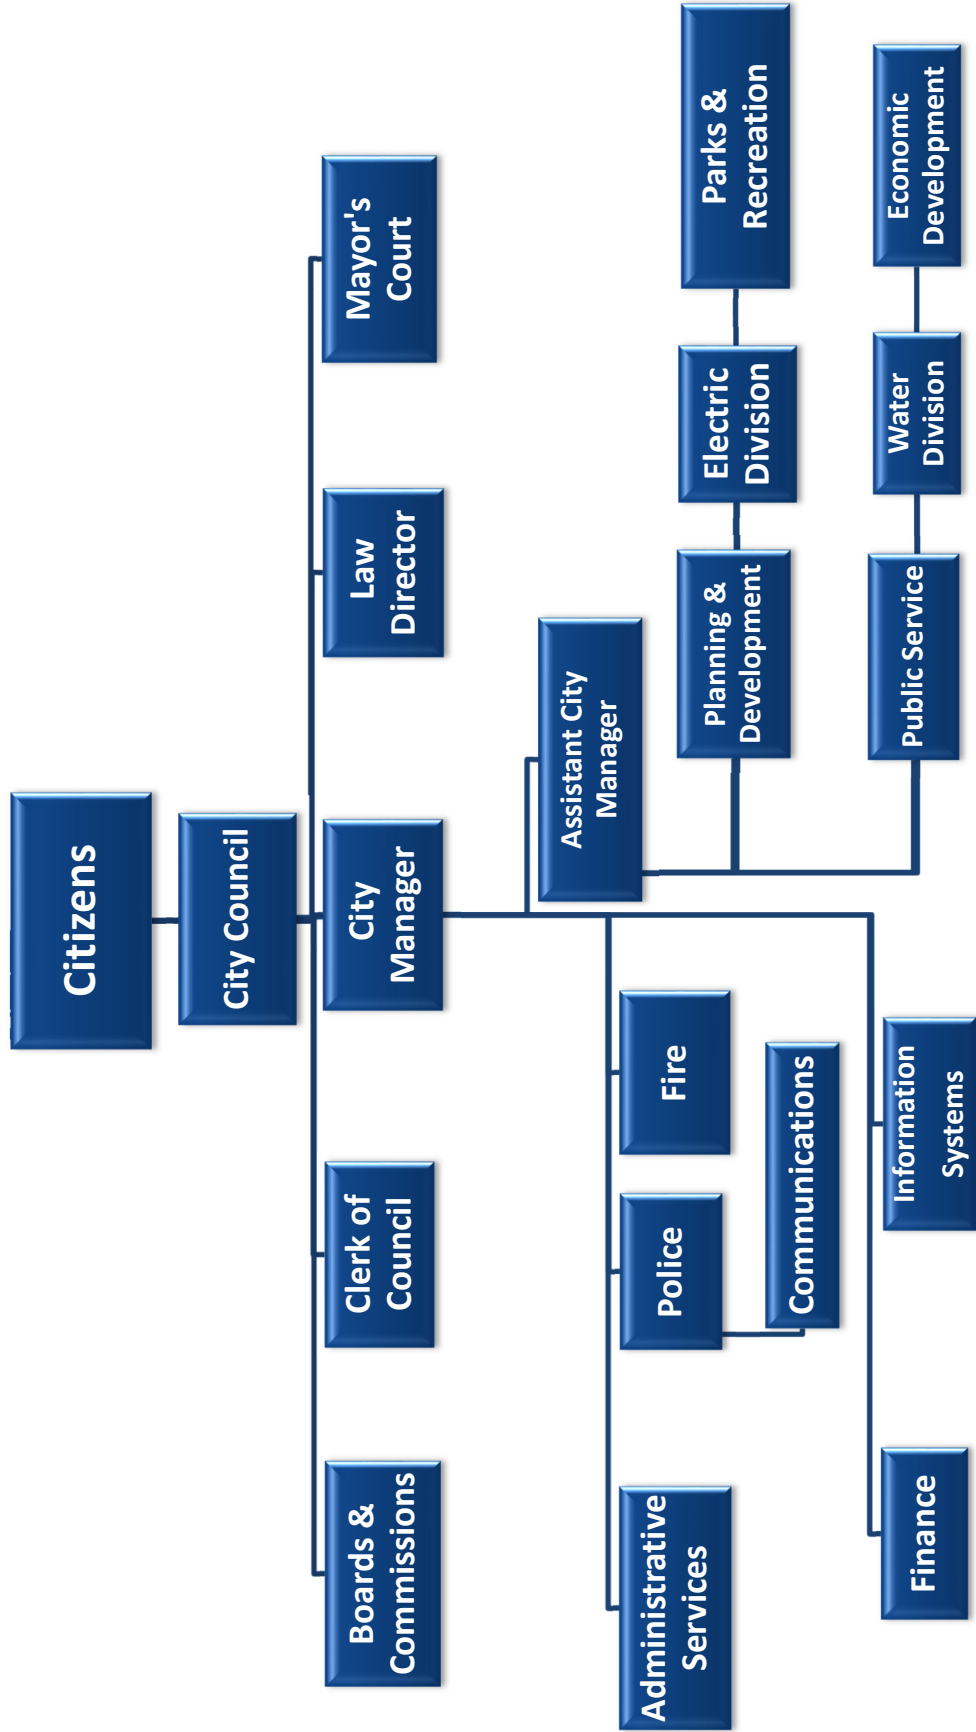 Citizens
City Council
Boards &
Commissions
Clerk of
Council
City
Manager
Law
Director
Mayor's
Court
Assistant City
Manager
Administrative
Services
Police
Fire
Communications
Planning &
Development
Electric
Division
Parks &
Recreation
Finance
Information
Systems
Public Service
Water
Division
Economic
Development